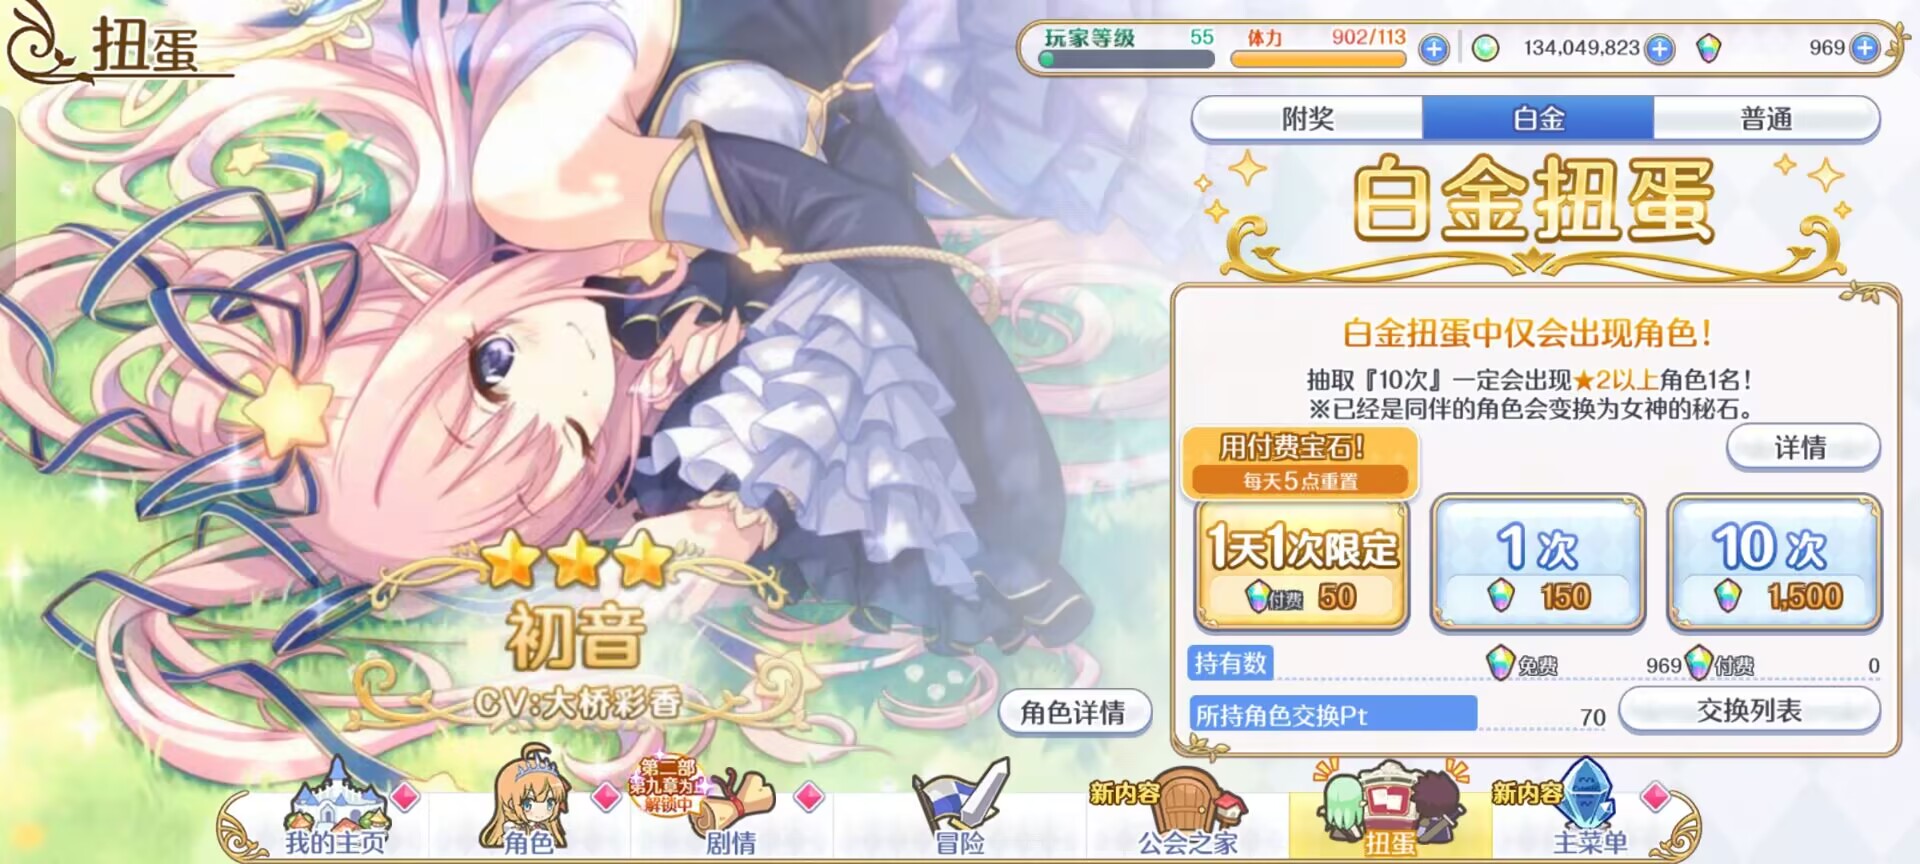 扭蛋
玩家等级 55
体力 902/113
134,049,823
969
附奖
白金
普通
白金扭蛋
白金扭蛋中仅会出现角色!
抽取『10次』一定会出现★2以上角色1名!
※已经是同伴的角色会变换为女神的秘石。
详情
用付费宝石!
每天5点重置
1天1次限定
付费 50
1次
150
10次
1,500
持有数
免费 969
付费 0
所持角色交换Pt 70
交换列表
初音
CV:大桥彩香
角色详情
我的主页
角色
第二部
第九章为止
解锁中
剧情
冒险
新内容
公会之家
扭蛋
新内容
主菜单